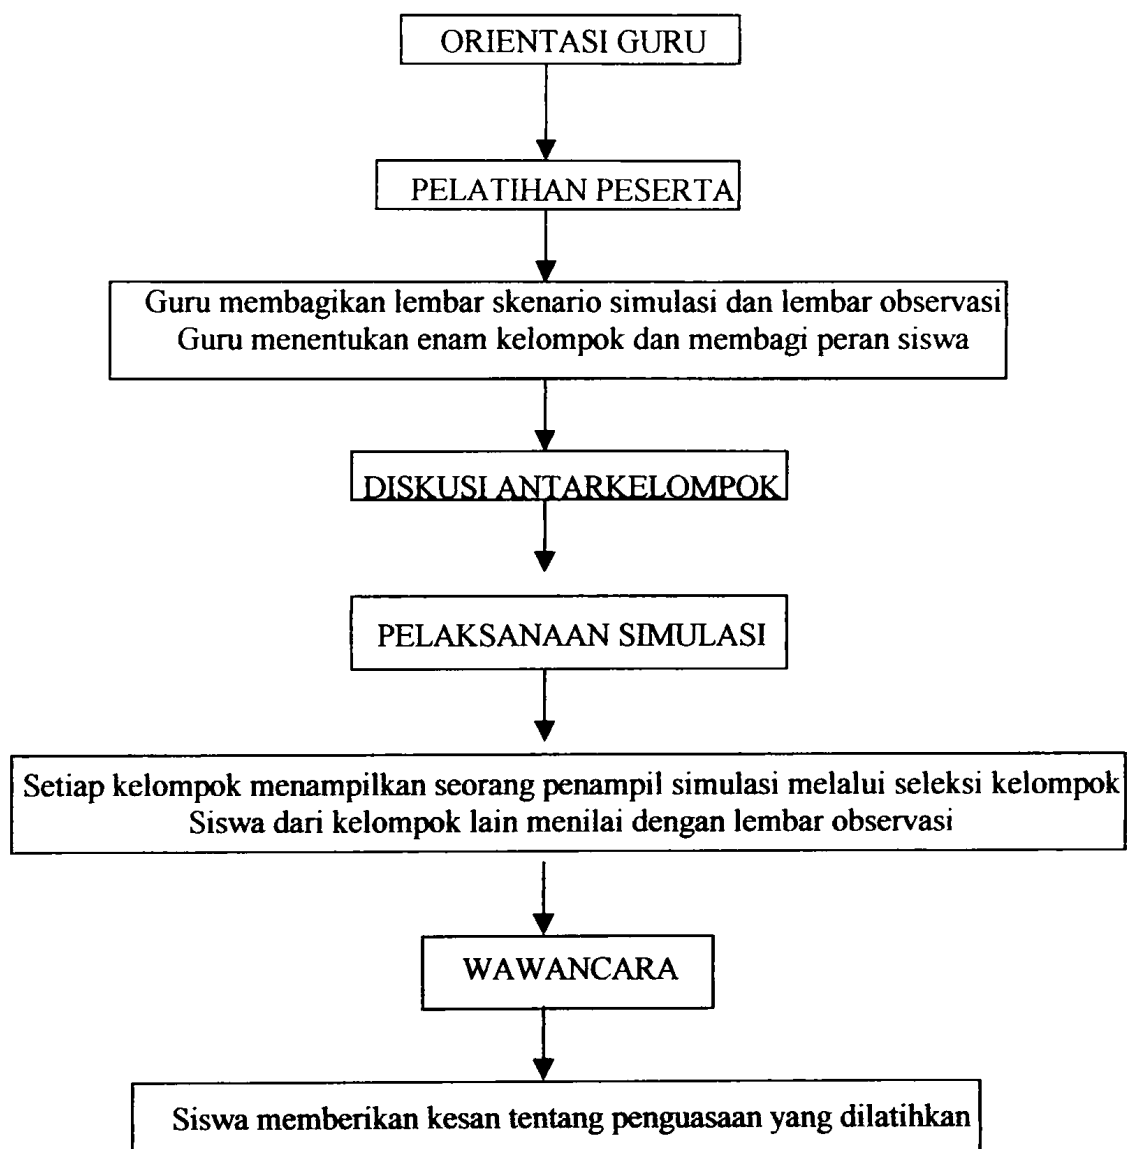 ORIENTASI GURU
PELATIHAN PESERTA
Guru membagikan lembar skenario simulasi dan lembar observasi
Guru menentukan enam kelompok dan membagi peran siswa
DISKUSI ANTARKELOMPOK
PELAKSANAAN SIMULASI
Setiap kelompok menampilkan seorang penampil simulasi melalui seleksi kelompok
Siswa dari kelompok lain menilai dengan lembar observasi
WAWANCARA
Siswa memberikan kesan tentang penguasaan yang dilatihkan